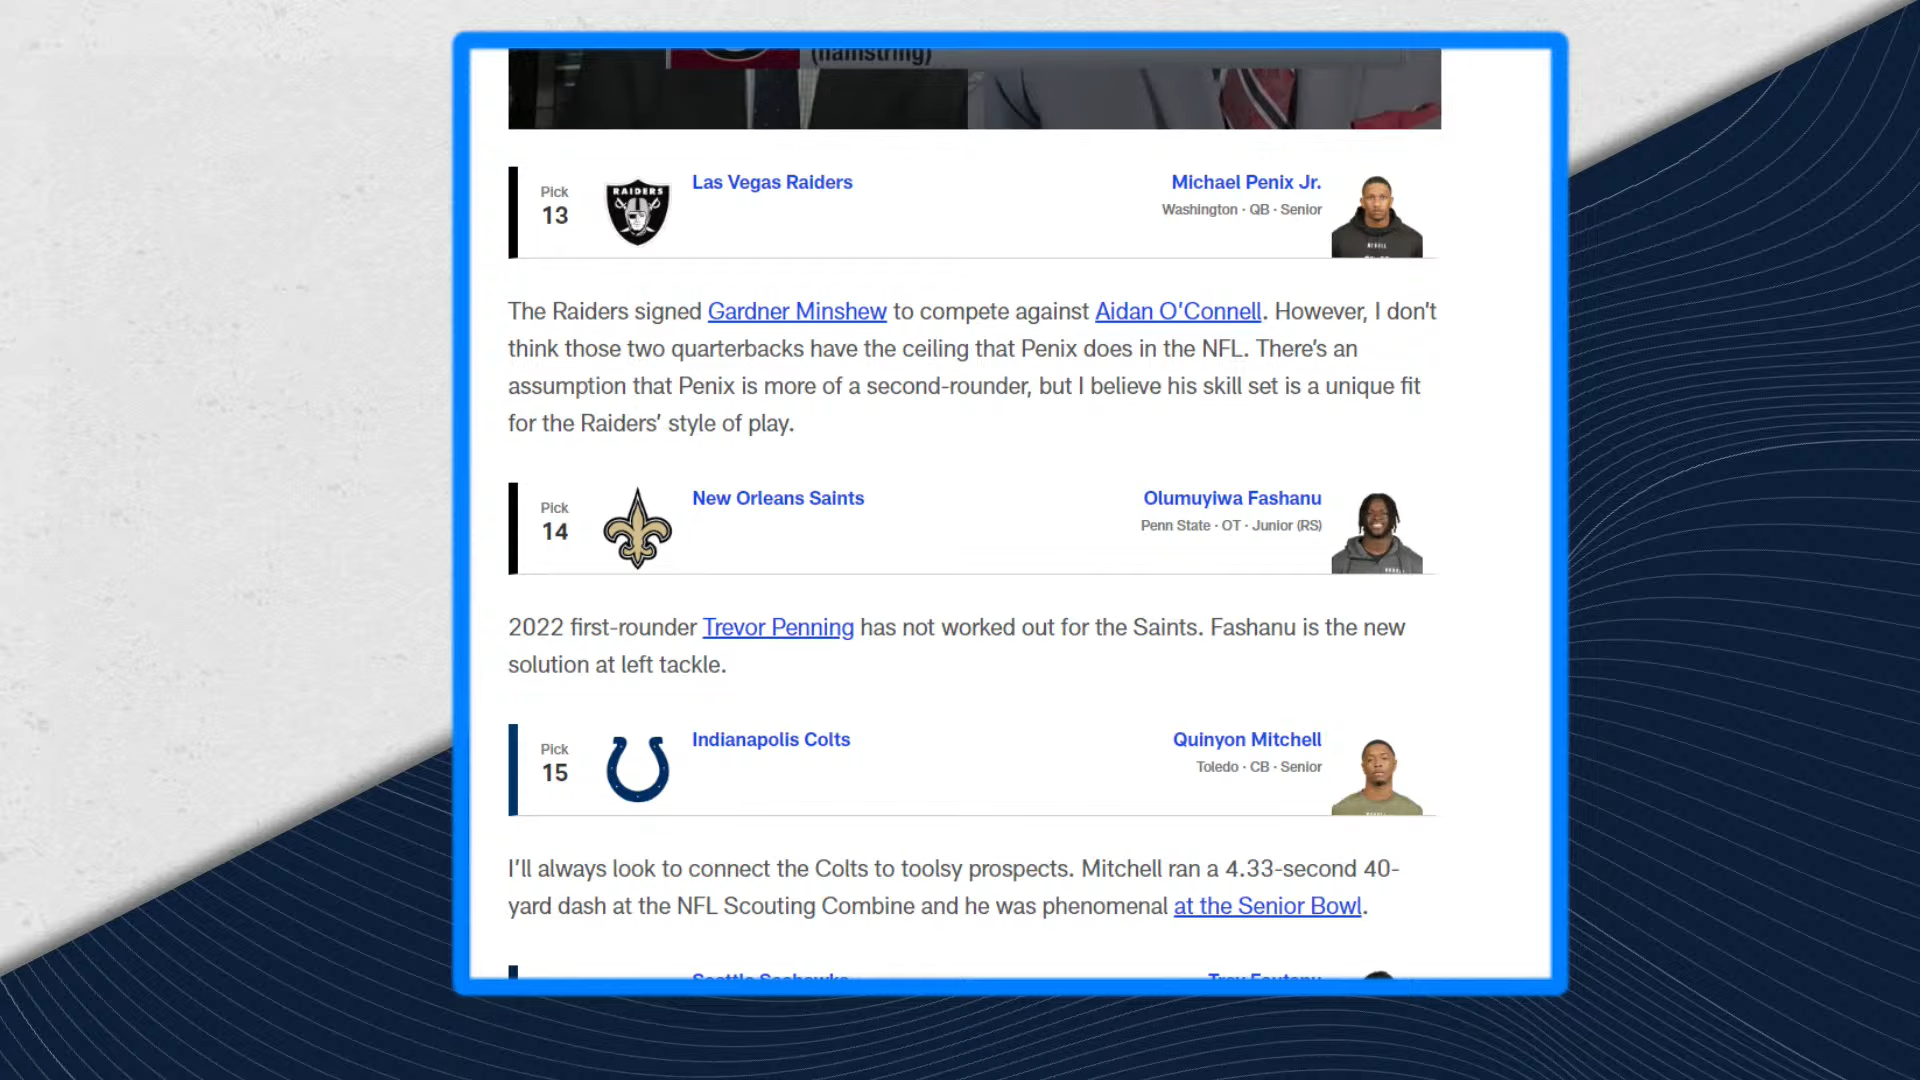 (hamstring)
Pick
13
RAIDERS
Las Vegas Raiders
Michael Penix Jr.
Washington · QB · Senior
The Raiders signed Gardner Minshew to compete against Aidan O’Connell. However, I don’t
think those two quarterbacks have the ceiling that Penix does in the NFL. There’s an
assumption that Penix is more of a second-rounder, but I believe his skill set is a unique fit
for the Raiders’ style of play.
Pick
14
New Orleans Saints
Olumuyiwa Fashanu
Penn State · OT · Junior (RS)
2022 first-rounder Trevor Penning has not worked out for the Saints. Fashanu is the new
solution at left tackle.
Pick
15
Indianapolis Colts
Quinyon Mitchell
Toledo · CB · Senior
I’ll always look to connect the Colts to toolsy prospects. Mitchell ran a 4.33-second 40-
yard dash at the NFL Scouting Combine and he was phenomenal at the Senior Bowl.
Seattle Seahawks
Troy Fautanu